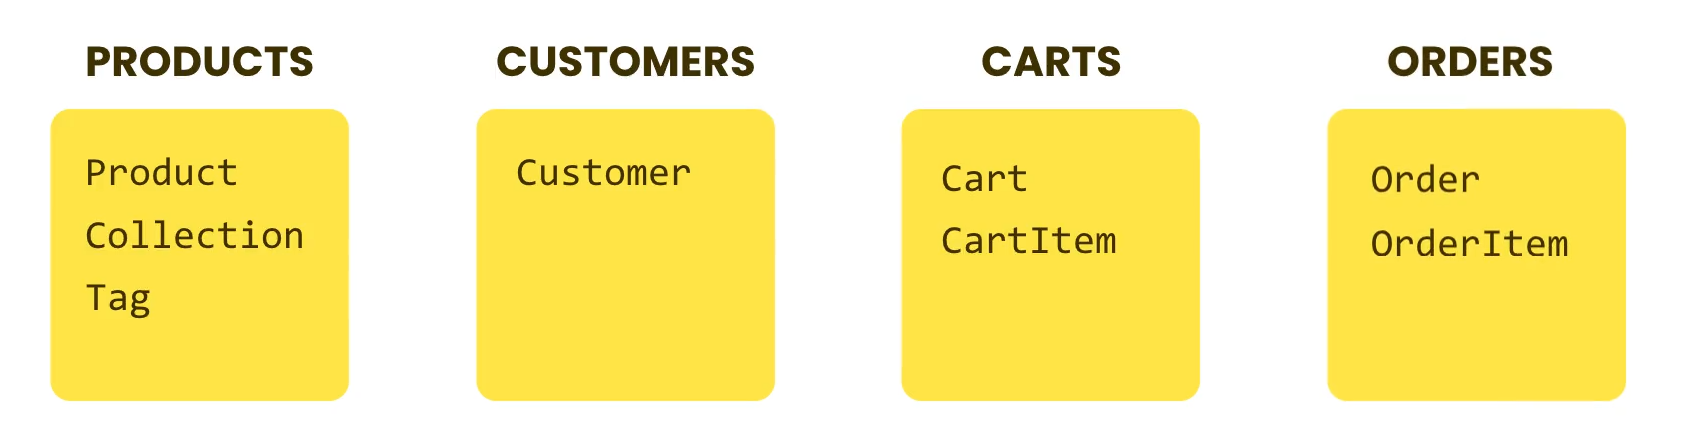 PRODUCTS
Product
Collection
Tag
CUSTOMERS
Customer
CARTS
Cart
CartItem
ORDERS
Order
OrderItem